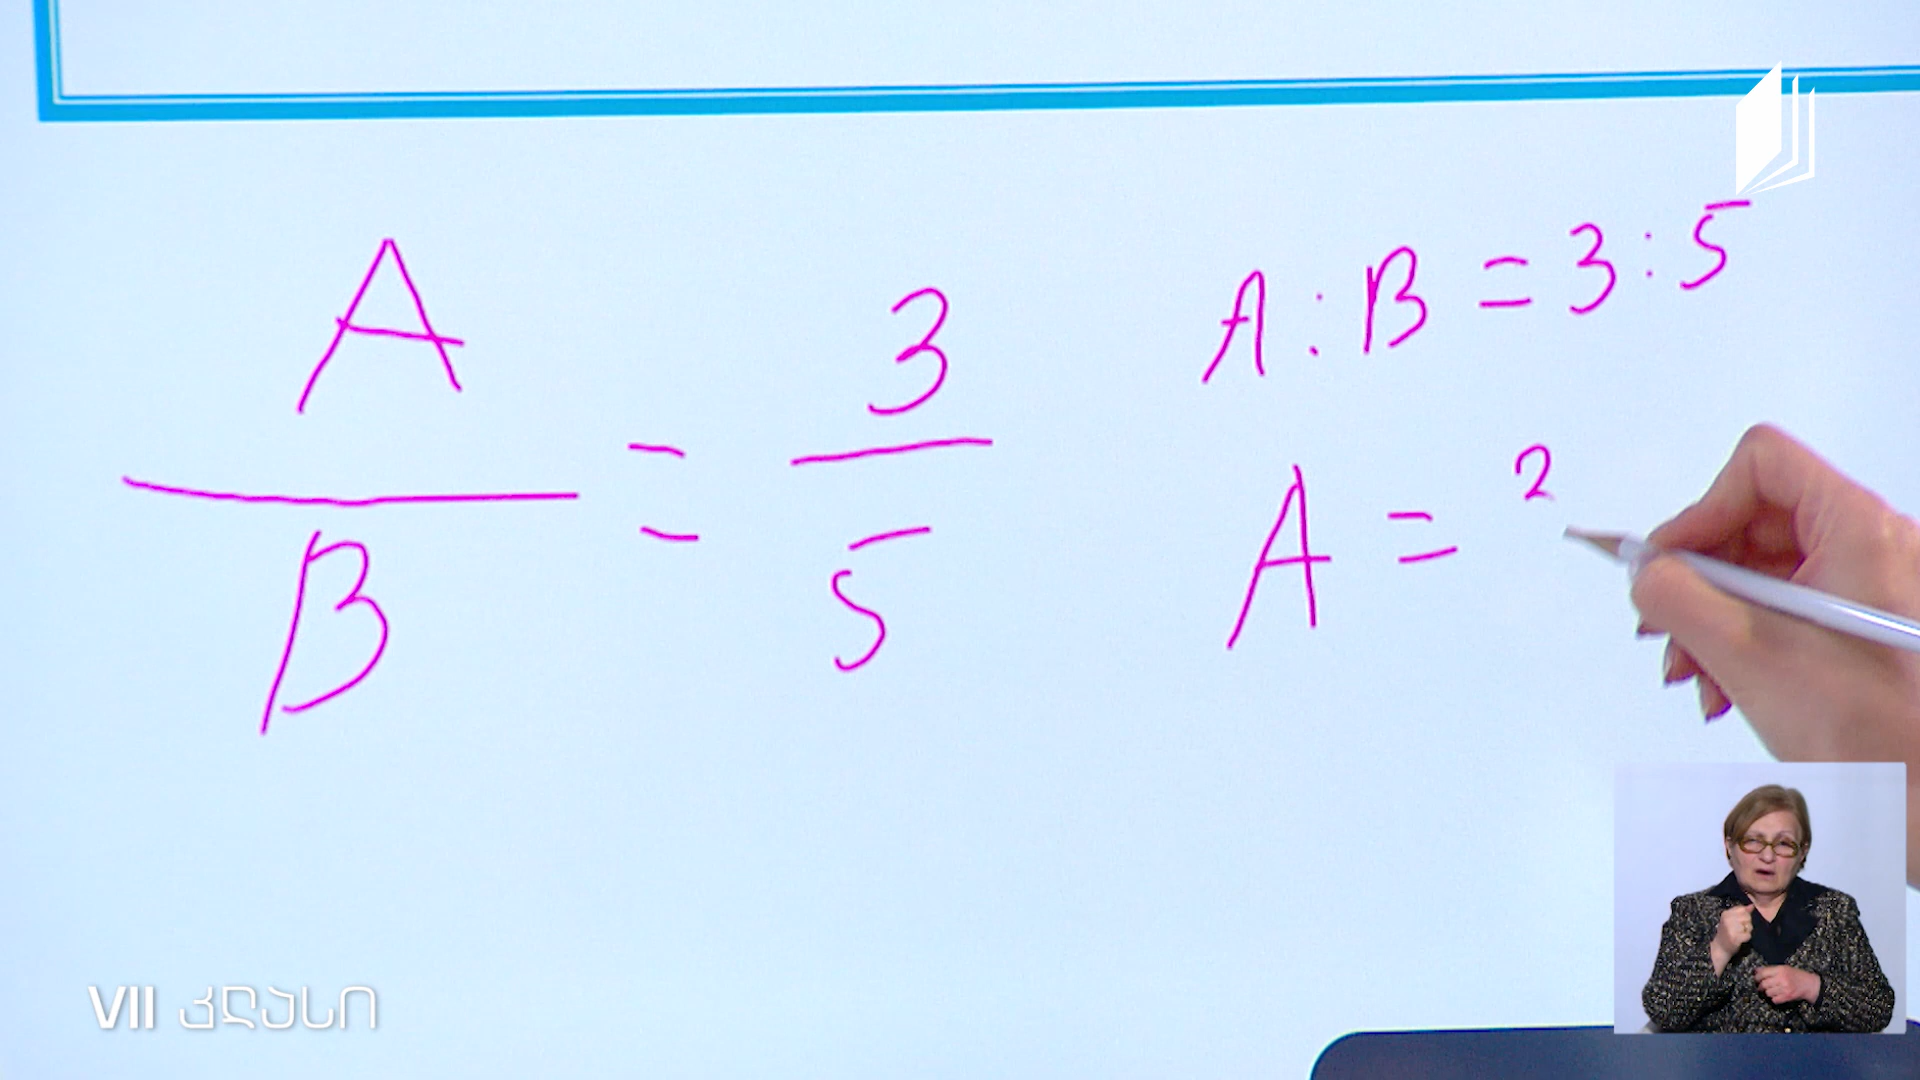 A/B = 3/5
A : B = 3 : 5
A = 2
VII კლასი